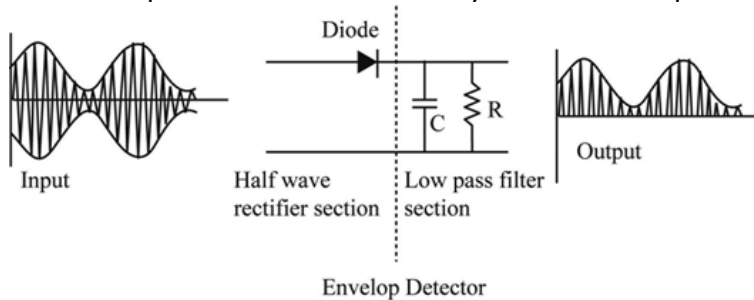 Diode
C
R
Input
Output
Half wave
rectifier section
Low pass filter
section
Envelop Detector